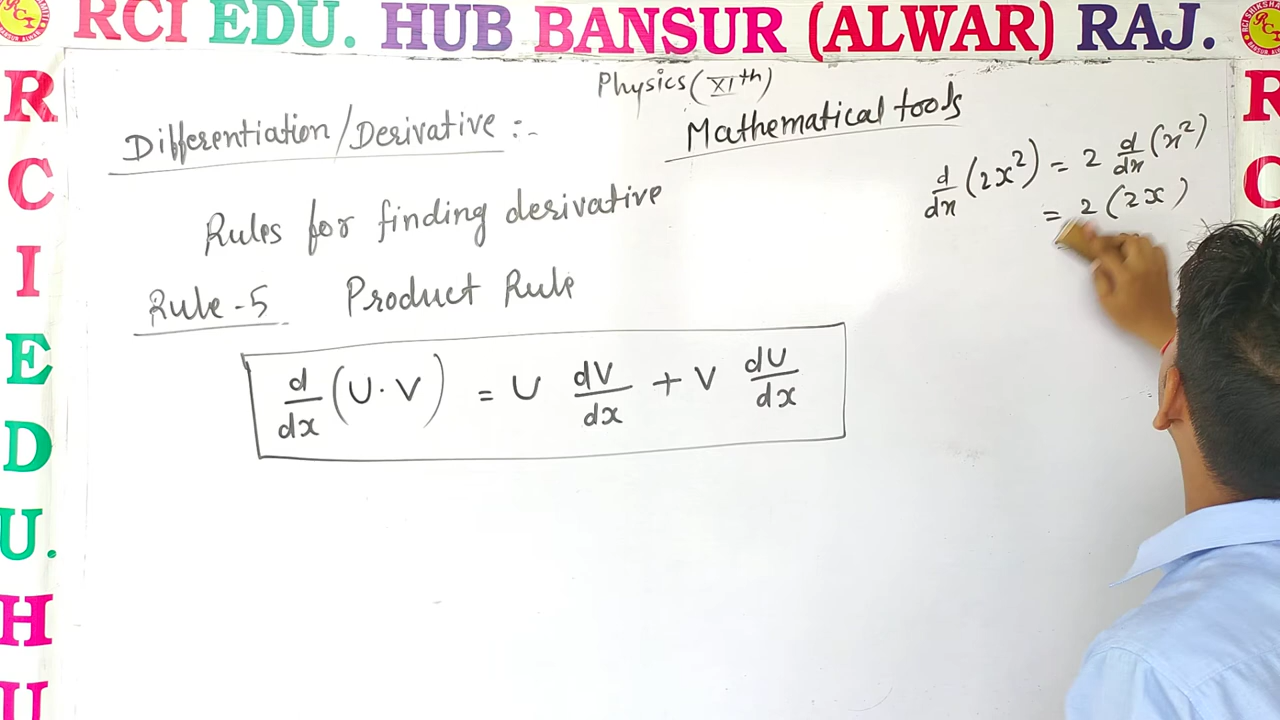 RCI EDU. HUB BANSUR (ALWAR) RAJ.
R
C
I
E
D
U.
H
U
R
C
Physics (XIth)
Mathematical tools
Differentiation/Derivative :-
Rules for finding derivative
Rule-5 Product Rule
d/dx (U·V) = U dV/dx + V dU/dx
d/dx (2x²) = 2 d/dx (x²)
= 2 (2x)